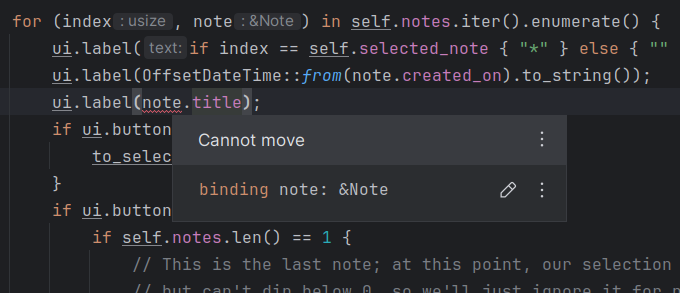 for (index : usize , note : &Note ) in self.notes.iter().enumerate() {
ui.label( text: if index == self.selected_note { "*" } else { ""
ui.label(OffsetDateTime::from(note.created_on).to_string());
ui.label(note.title);
if ui.button
Cannot move
to_selec
binding note: &Note
}
if ui.button
if self.notes.len() == 1 {
// This is the last note; at this point, our selection
// but can't dip below 0, so we'll just ignore it for